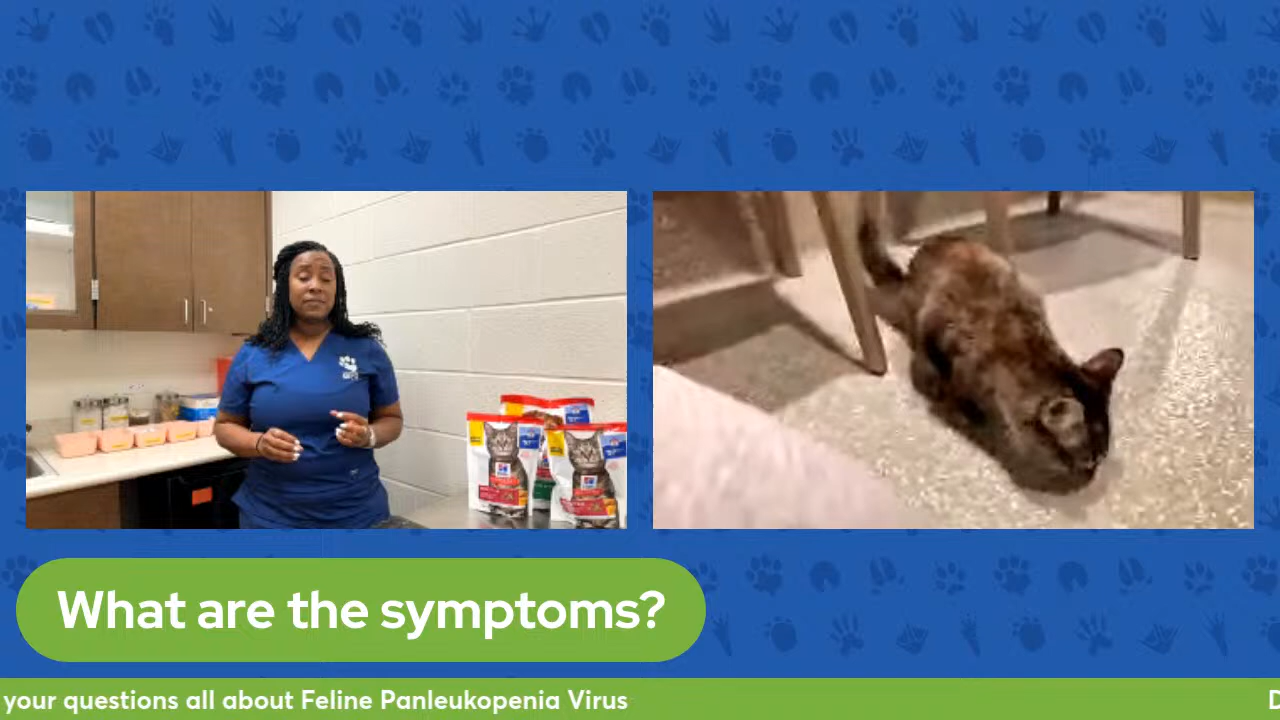 What are the symptoms?
your questions all about Feline Panleukopenia Virus
D